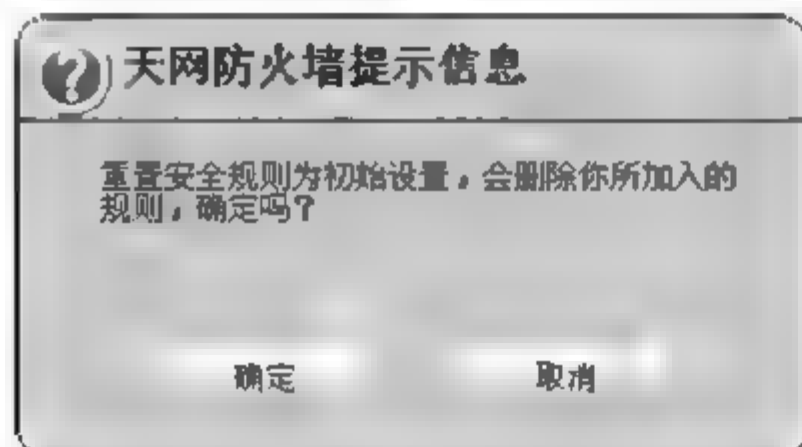 天网防火墙提示信息
重置安全规则为初始设置，会删除你所加入的
规则，确定吗？
确定
取消